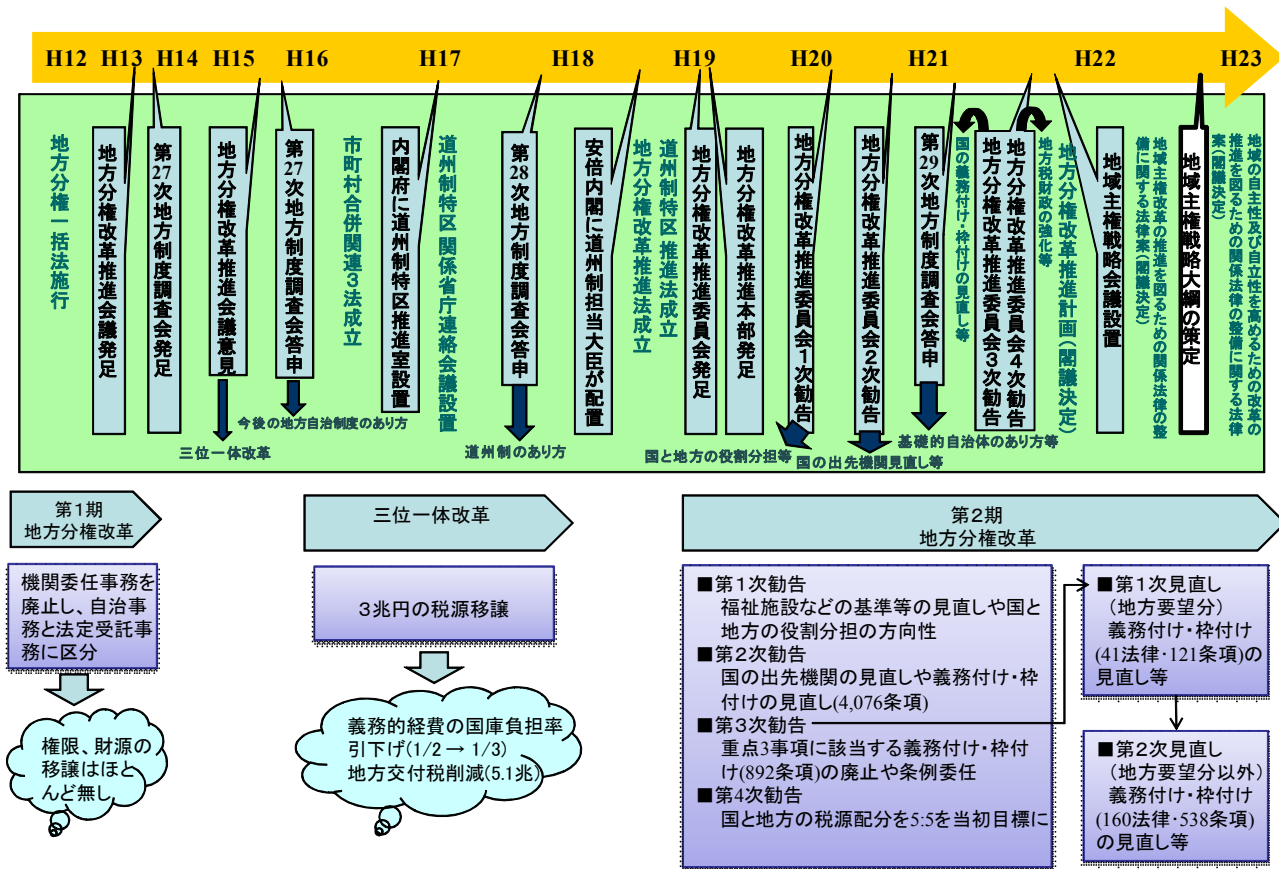 H12
H13
H14
H15
H16
H17
H18
H19
H20
H21
H22
H23
地方分権一括法施行
地方分権改革推進会議発足
第27次地方制度調査会発足
地方分権改革推進会議意見
三位一体改革
第27次地方制度調査会答申
今後の地方自治制度のあり方
市町村合併関連3法成立
内閣府に道州制特区推進室設置
道州制特区関係省庁連絡会議設置
第28次地方制度調査会答申
道州制のあり方
安倍内閣に道州制担当大臣が配置
地方分権改革推進法成立
道州制特区推進法成立
地方分権改革推進委員会発足
地方分権改革推進本部発足
地方分権改革推進委員会1次勧告
国と地方の役割分担等
地方分権改革推進委員会2次勧告
国の出先機関見直し等
第29次地方制度調査会答申
基礎的自治体のあり方等
国の義務付け・枠付けの見直し等
地方分権改革推進委員会3次勧告
地方分権改革推進委員会4次勧告
地方税財政の強化等
地方分権改革推進計画(閣議決定)
地域主権戦略会議設置
地域主権改革の推進を図るための関係法律の整
備に関する法律案(閣議決定)
地域主権戦略大綱の策定
地域の自主性及び自立性を高めるための改革の
推進を図るための関係法律の整備に関する法律
案(閣議決定)
第1期
地方分権改革
機関委任事務を
廃止し、自治事
務と法定受託事
務に区分
権限、財源の
移譲はほと
んど無し
三位一体改革
3兆円の税源移譲
義務的経費の国庫負担率
引下げ(1/2 → 1/3)
地方交付税削減(5.1兆)
第2期
地方分権改革
■第1次勧告
福祉施設などの基準等の見直しや国と
地方の役割分担の方向性
■第2次勧告
国の出先機関の見直しや義務付け・枠
付けの見直し(4,076条項)
■第3次勧告
重点3事項に該当する義務付け・枠付
け(892条項)の廃止や条例委任
■第4次勧告
国と地方の税源配分を5:5を当初目標に
■第1次見直し
(地方要望分)
義務付け・枠付け
(41法律・121条項)の
見直し等
■第2次見直し
(地方要望分以外)
義務付け・枠付け
(160法律・538条項)
の見直し等